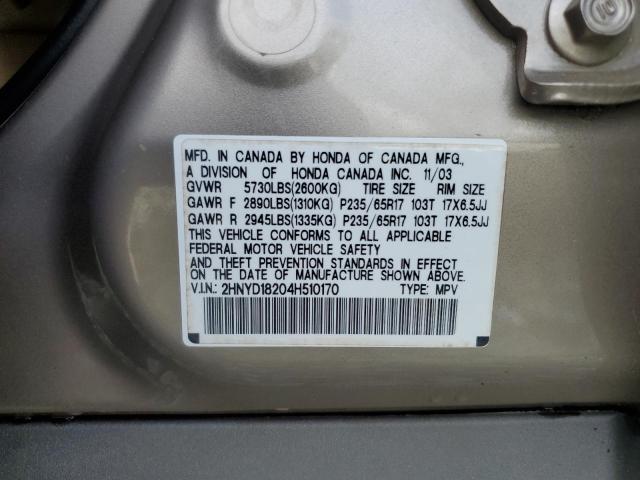 MFD. IN CANADA BY HONDA OF CANADA MFG.,
A DIVISION OF HONDA CANADA INC. 11/03
GVWR 5730LBS(2600KG) TIRE SIZE RIM SIZE
GAWR F 2890LBS(1310KG) P235/65R17 103T 17X6.5JJ
GAWR R 2945LBS(1335KG) P235/65R17 103T 17X6.5JJ
THIS VEHICLE CONFORMS TO ALL APPLICABLE
FEDERAL MOTOR VEHICLE SAFETY
AND THEFT PREVENTION STANDARDS IN EFFECT
ON THE DATE OF MANUFACTURE SHOWN ABOVE.
V.I.N.: 2HNYD18204H510170 TYPE: MPV